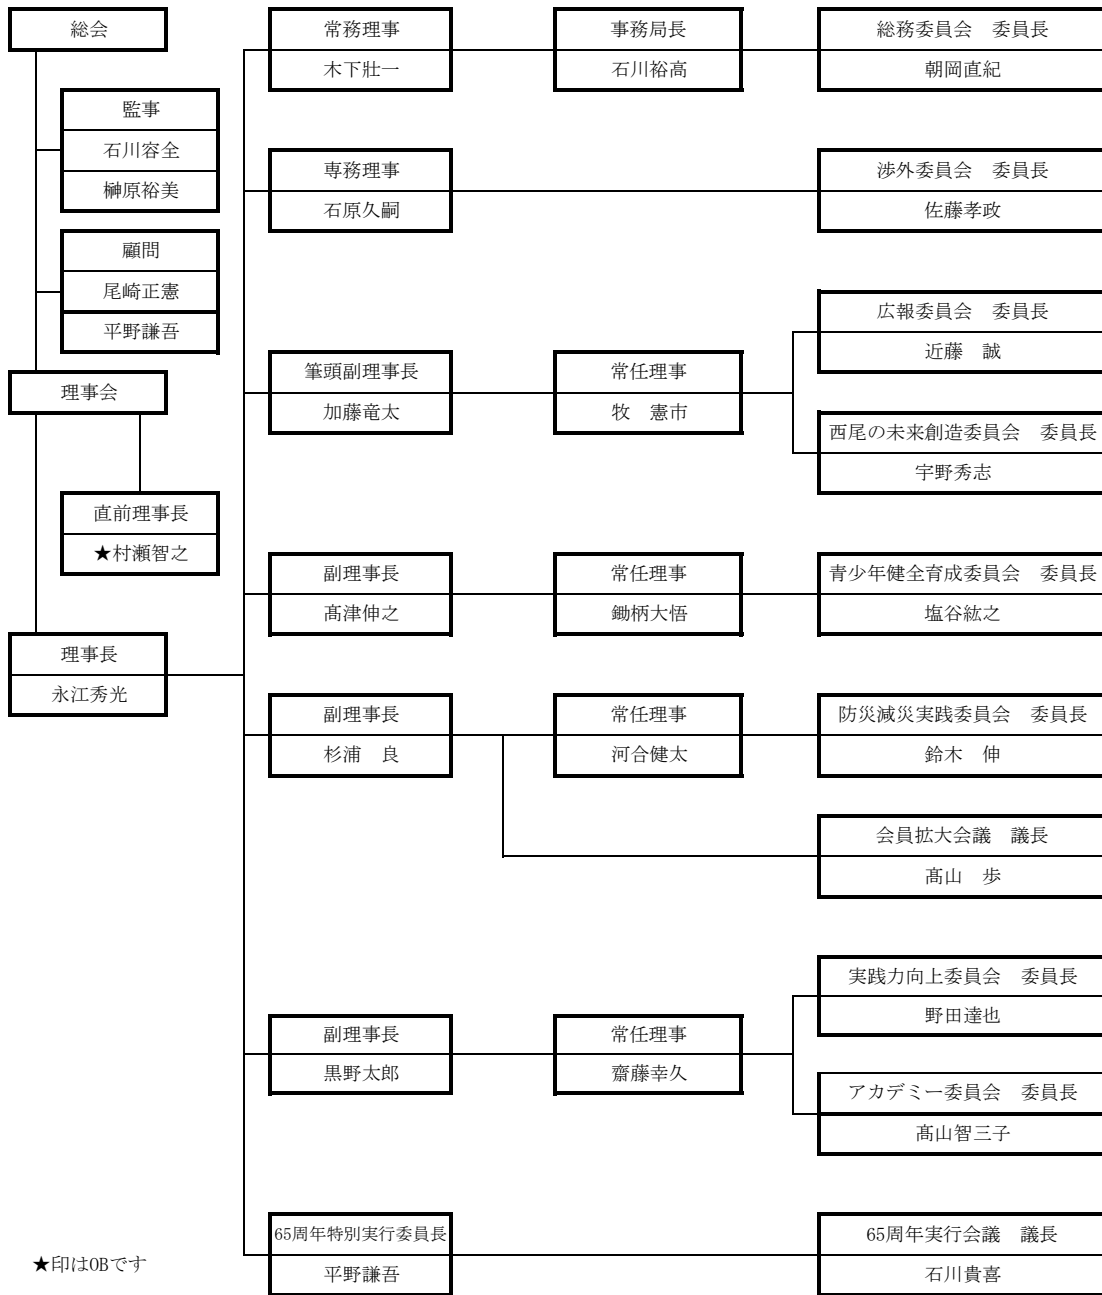 総会
監事
石川容全
榊原裕美
顧問
尾崎正憲
平野謙吾
理事会
直前理事長
★村瀬智之
理事長
永江秀光
常務理事
木下壯一
事務局長
石川裕高
総務委員会　委員長
朝岡直紀
専務理事
石原久嗣
渉外委員会　委員長
佐藤孝政
筆頭副理事長
加藤竜太
常任理事
牧　憲市
広報委員会　委員長
近藤　誠
西尾の未来創造委員会　委員長
宇野秀志
副理事長
髙津伸之
常任理事
鋤柄大悟
青少年健全育成委員会　委員長
塩谷紘之
副理事長
杉浦　良
常任理事
河合健太
防災減災実践委員会　委員長
鈴木　伸
会員拡大会議　議長
髙山　歩
副理事長
黒野太郎
常任理事
齋藤幸久
実践力向上委員会　委員長
野田達也
アカデミー委員会　委員長
髙山智三子
65周年特別実行委員長
平野謙吾
65周年実行会議　議長
石川貴喜
★印はOBです